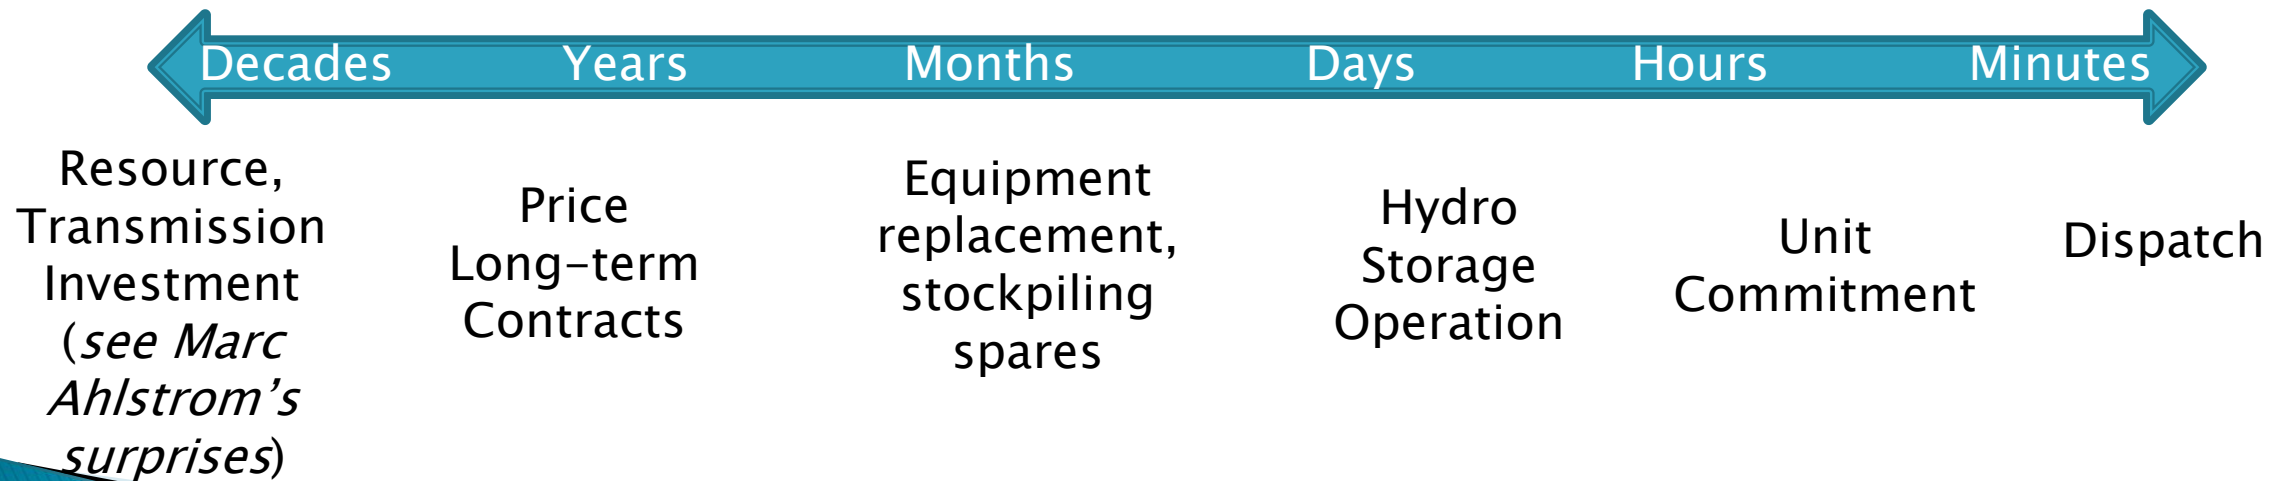 Decades Years Months Days Hours Minutes
Resource,
Transmission
Investment
(see Marc
Ahlstrom’s
surprises)
Price
Long-term
Contracts
Equipment
replacement,
stockpiling
spares
Hydro
Storage
Operation
Unit
Commitment
Dispatch